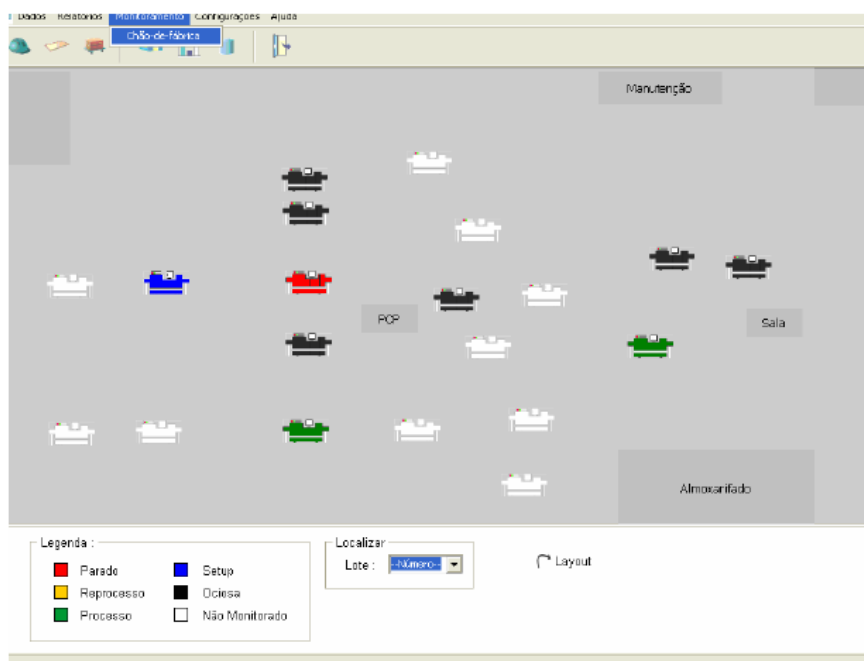 Dados Relatórios Monitoramento Configurações Ajuda
Chão-de-fábrica
Manutenção
PCP
Sala
Almoxarifado
Legenda :
Parado
Setup
Reprocesso
Ociosa
Processo
Não Monitorado
Localizar
Lote :
--Número--
Layout